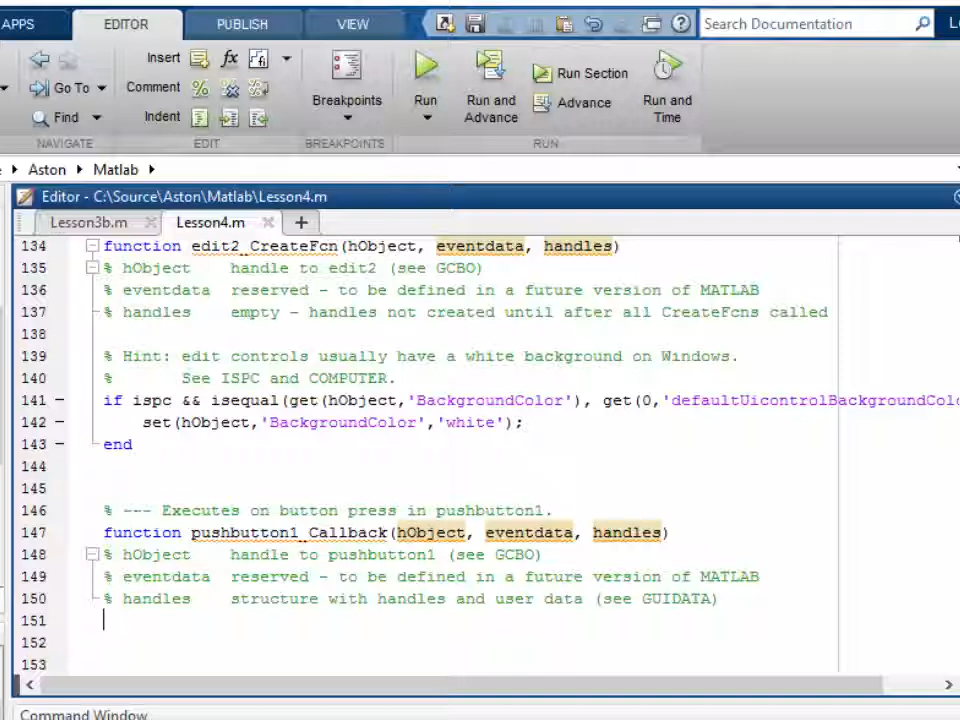 APPS EDITOR PUBLISH VIEW Search Documentation
Insert fx
Go To Comment Run Section
Breakpoints Run Run and Advance Advance Run and Time
Find Indent
NAVIGATE EDIT BREAKPOINTS RUN
Aston Matlab
Editor - C:\Source\Aston\Matlab\Lesson4.m
Lesson3b.m Lesson4.m +
134 function edit2_CreateFcn(hObject, eventdata, handles)
135 % hObject    handle to edit2 (see GCBO)
136 % eventdata  reserved - to be defined in a future version of MATLAB
137 % handles    empty - handles not created until after all CreateFcns called
138
139 % Hint: edit controls usually have a white background on Windows.
140 %       See ISPC and COMPUTER.
141 if ispc && isequal(get(hObject,'BackgroundColor'), get(0,'defaultUicontrolBackgroundColo
142     set(hObject,'BackgroundColor','white');
143 end
144
145
146 % --- Executes on button press in pushbutton1.
147 function pushbutton1_Callback(hObject, eventdata, handles)
148 % hObject    handle to pushbutton1 (see GCBO)
149 % eventdata  reserved - to be defined in a future version of MATLAB
150 % handles    structure with handles and user data (see GUIDATA)
151
152
153
Command Window